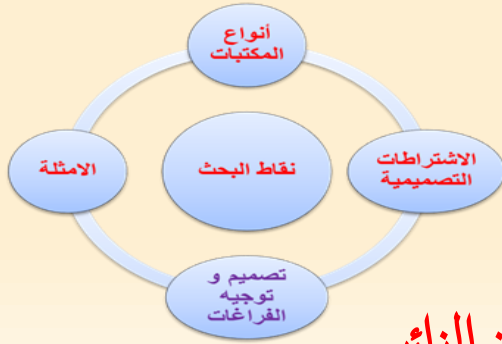 أنواع
المكتبات
الاشتراطات
التصميمية
نقاط البحث
الامثلة
تصميم و
توجيه
الفراغات